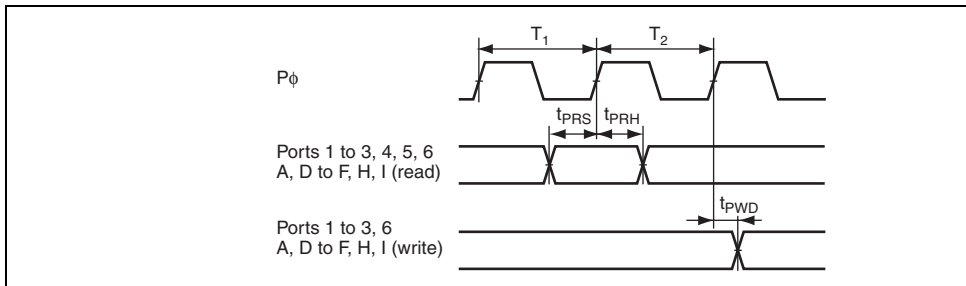 T1 T2
Pφ
tPRS tPRH
Ports 1 to 3, 4, 5, 6
A, D to F, H, I (read)
tPWD
Ports 1 to 3, 6
A, D to F, H, I (write)